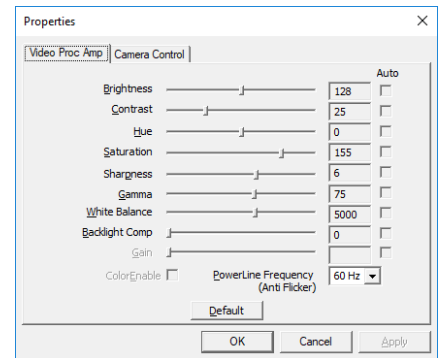 Properties
Video Proc Amp Camera Control
Auto
Brightness 128
Contrast 25
Hue 0
Saturation 155
Sharpness 6
Gamma 75
White Balance 5000
Backlight Comp 0
Gain
ColorEnable PowerLine Frequency 60 Hz
(Anti Flicker)
Default
OK Cancel Apply